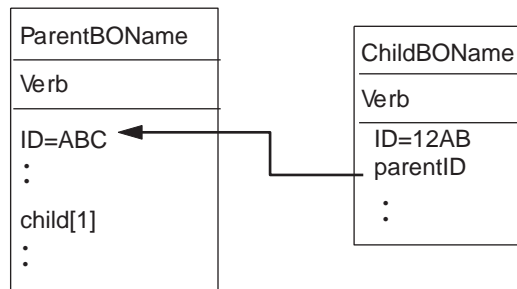 ParentBOName
Verb
ID=ABC
:
child[1]
:
ChildBOName
Verb
ID=12AB
parentID
: